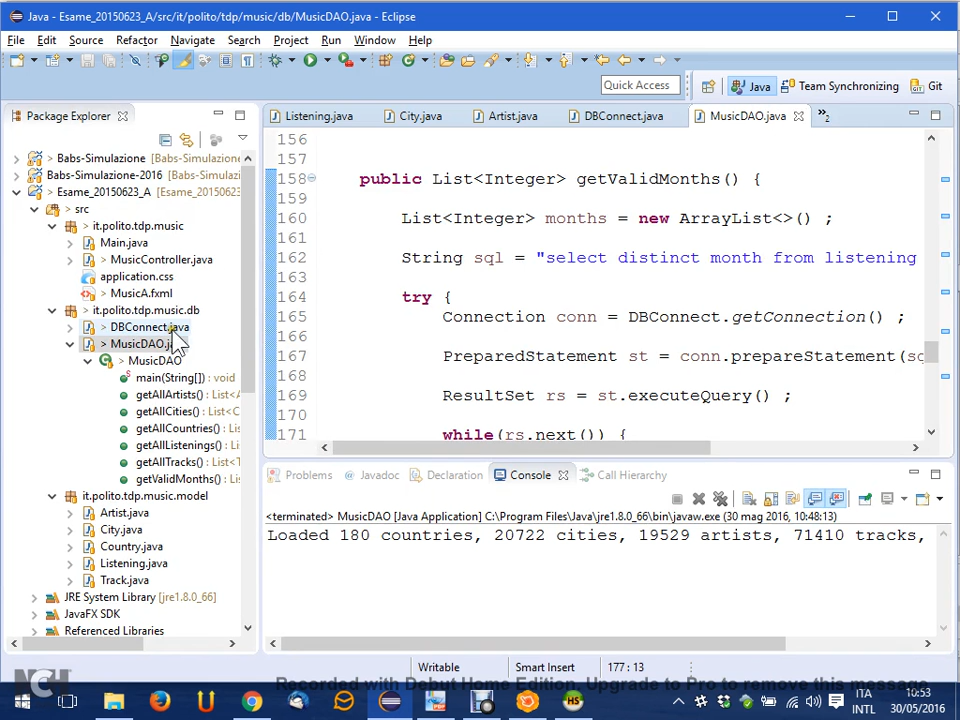 Java - Esame_20150623_A/src/it/polito/tdp/music/db/MusicDAO.java - Eclipse
File Edit Source Refactor Navigate Search Project Run Window Help
Quick Access
Java
Team Synchronizing
Git
Package Explorer
> Babs-Simulazione [Babs-Simulazione
Babs-Simulazione-2016 [Babs-Simulazione
> Esame_20150623_A [Esame_20150623
> src
> it.polito.tdp.music
Main.java
> MusicController.java
application.css
> MusicA.fxml
> it.polito.tdp.music.db
> DBConnect.java
> MusicDAO.j
> MusicDAO
main(String[]) : void
getAllArtists() : List<A
getAllCities() : List<C
getAllCountries() : List
getAllListenings() : Li
getAllTracks() : List<T
getValidMonths() : Li
it.polito.tdp.music.model
Artist.java
City.java
Country.java
Listening.java
Track.java
JRE System Library [jre1.8.0_66]
JavaFX SDK
Referenced Libraries
Listening.java City.java Artist.java DBConnect.java MusicDAO.java »2
156
157
158 public List<Integer> getValidMonths() {
159
160 List<Integer> months = new ArrayList<>() ;
161
162 String sql = "select distinct month from listening
163
164 try {
165 Connection conn = DBConnect.getConnection() ;
166
167 PreparedStatement st = conn.prepareStatement(sq
168
169 ResultSet rs = st.executeQuery() ;
170
171 while(rs.next()) {
Problems Javadoc Declaration Console Call Hierarchy
<terminated> MusicDAO [Java Application] C:\Program Files\Java\jre1.8.0_66\bin\javaw.exe (30 mag 2016, 10:48:13)
Loaded 180 countries, 20722 cities, 19529 artists, 71410 tracks,
Writable Smart Insert 177 : 13
NCH
Recorded with Debut Home Edition. Upgrade to Pro to remove this message
HS
ITA
INTL
10:53
30/05/2016